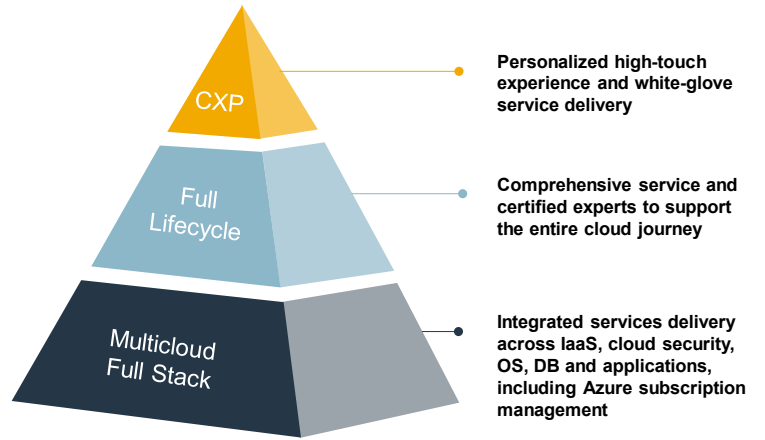 CXP
Personalized high-touch
experience and white-glove
service delivery
Full
Lifecycle
Comprehensive service and
certified experts to support
the entire cloud journey
Multicloud
Full Stack
Integrated services delivery
across IaaS, cloud security,
OS, DB and applications,
including Azure subscription
management